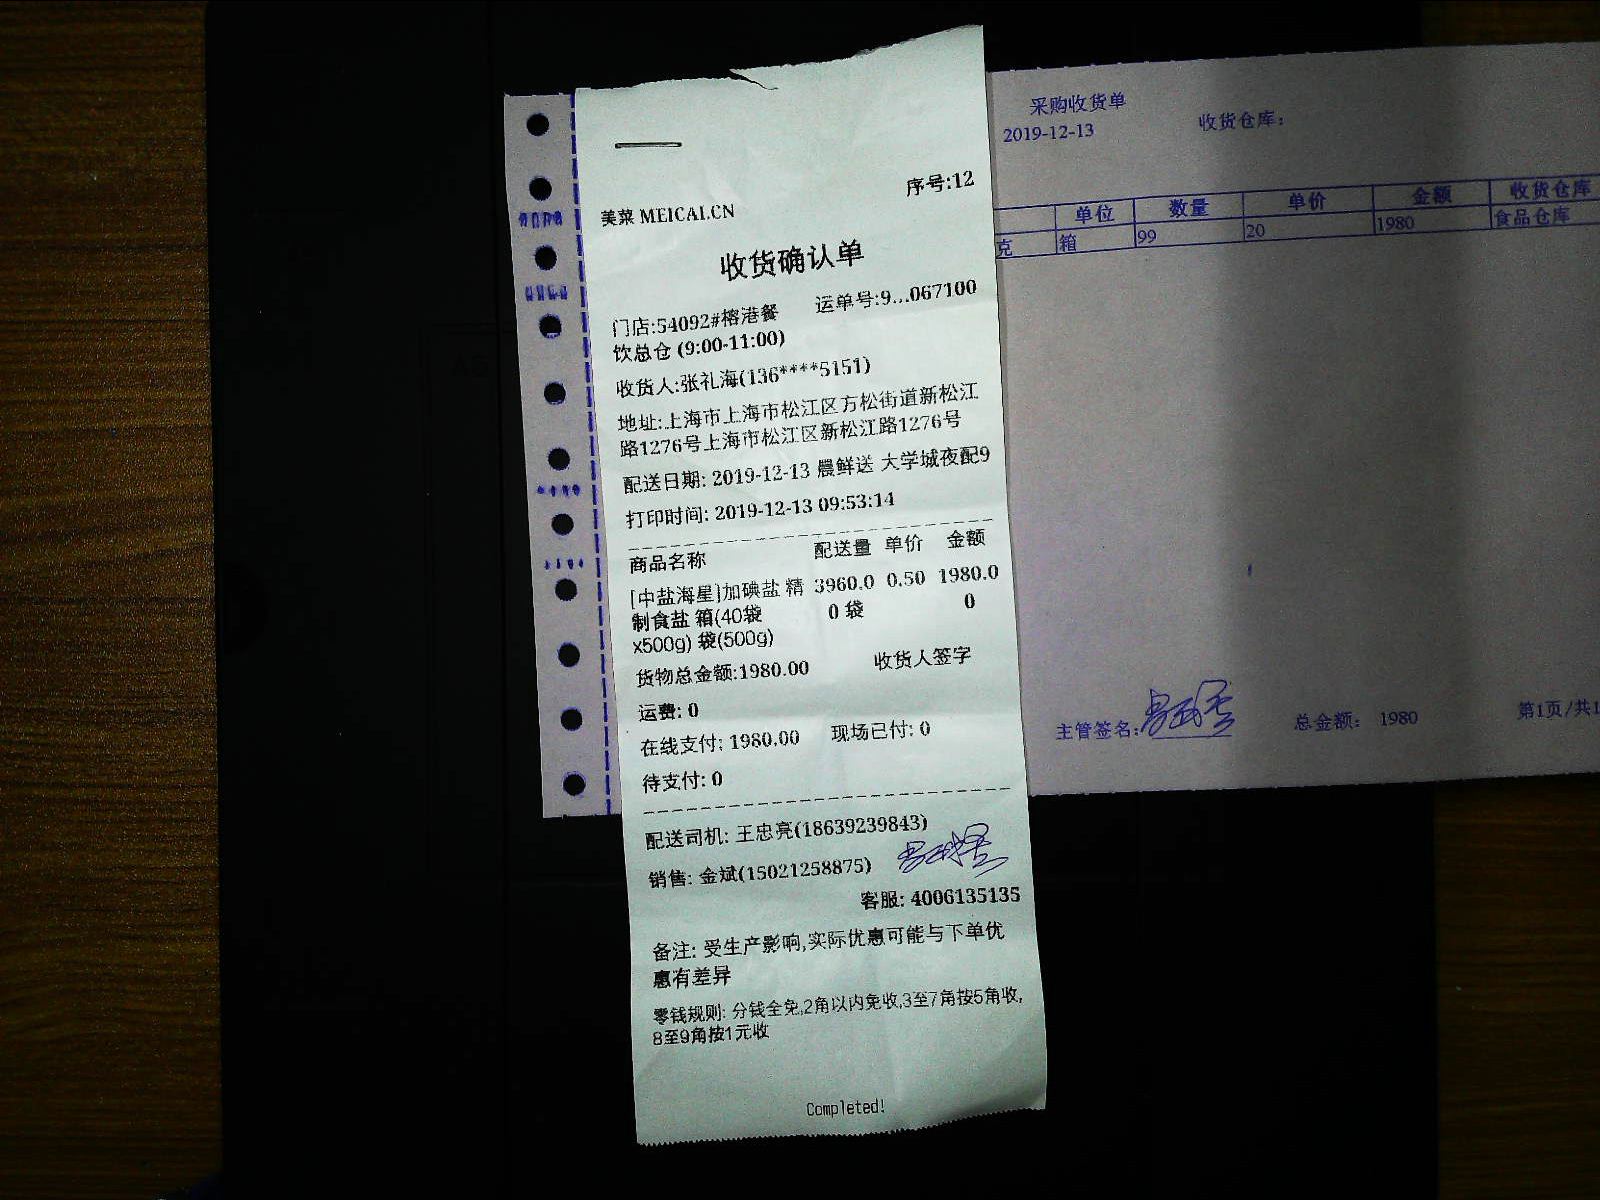 序号:12
美菜 MEICAI.CN
收货确认单
门店:54092#榕港餐 运单号:9...067100
饮总仓 (9:00-11:00)
收货人:张礼海(136****5151)
地址:上海市上海市松江区方松街道新松江
路1276号上海市松江区新松江路1276号
配送日期: 2019-12-13 晨鲜送 大学城夜配9
打印时间: 2019-12-13 09:53:14
商品名称 配送量 单价 金额
[中盐海星]加碘盐 精 3960.0 0.50 1980.0
制食盐 箱(40袋 0 袋 0
x500g) 袋(500g)
货物总金额:1980.00 收货人签字
运费: 0
在线支付: 1980.00 现场已付: 0
待支付: 0
配送司机: 王忠亮(18639239843)
销售: 金斌(15021258875)
客服: 4006135135
备注: 受生产影响,实际优惠可能与下单优
惠有差异
零钱规则: 分钱全免,2角以内免收,3至7角按5角收,
8至9角按1元收
Completed!
采购收货单
2019-12-13 收货仓库:
单位 数量 单价 金额 收货仓库
克 箱 99 20 1980 食品仓库
主管签名: 总金额: 1980 第1页/共1